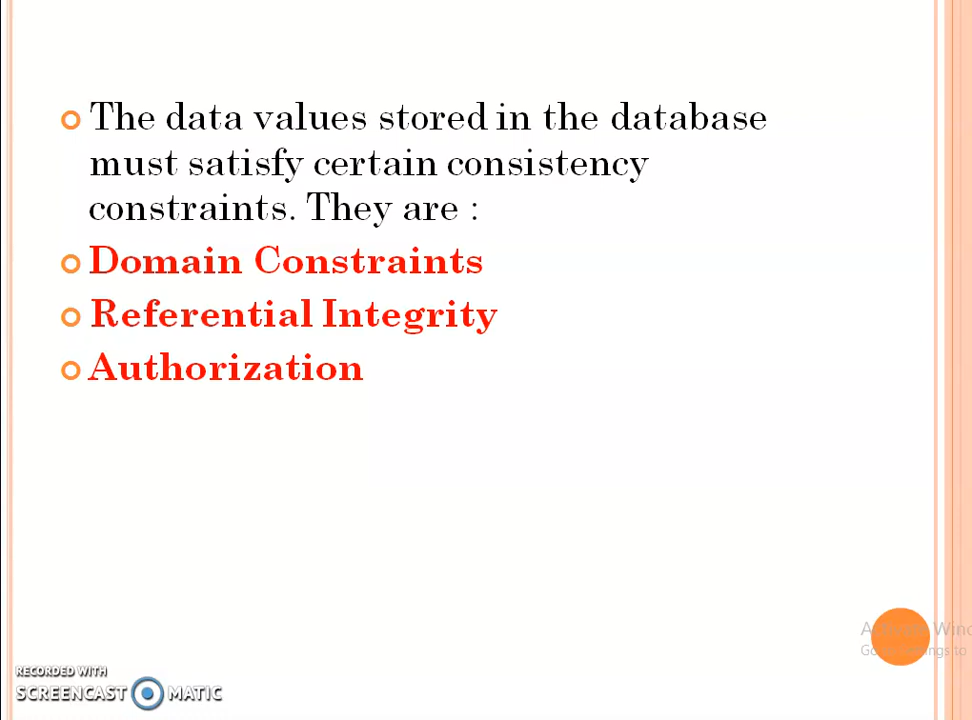 The data values stored in the database
must satisfy certain consistency
constraints. They are :
Domain Constraints
Referential Integrity
Authorization
RECORDED WITH
SCREENCAST MATIC